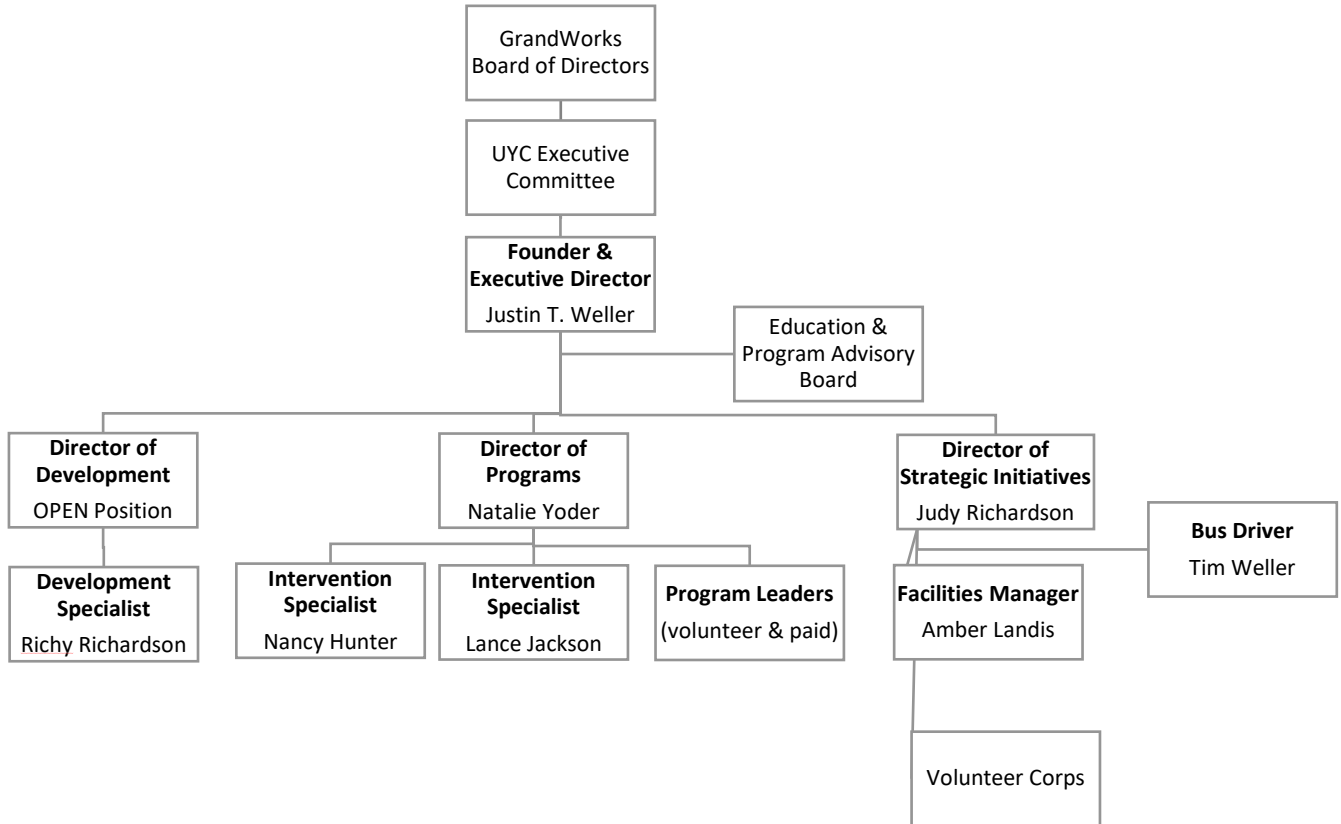 GrandWorks
Board of Directors
UYC Executive
Committee
Founder &
Executive Director
Justin T. Weller
Education &
Program Advisory
Board
Director of
Development
OPEN Position
Director of
Programs
Natalie Yoder
Director of
Strategic Initiatives
Judy Richardson
Bus Driver
Tim Weller
Development
Specialist
Richy Richardson
Intervention
Specialist
Nancy Hunter
Intervention
Specialist
Lance Jackson
Program Leaders
(volunteer & paid)
Facilities Manager
Amber Landis
Volunteer Corps